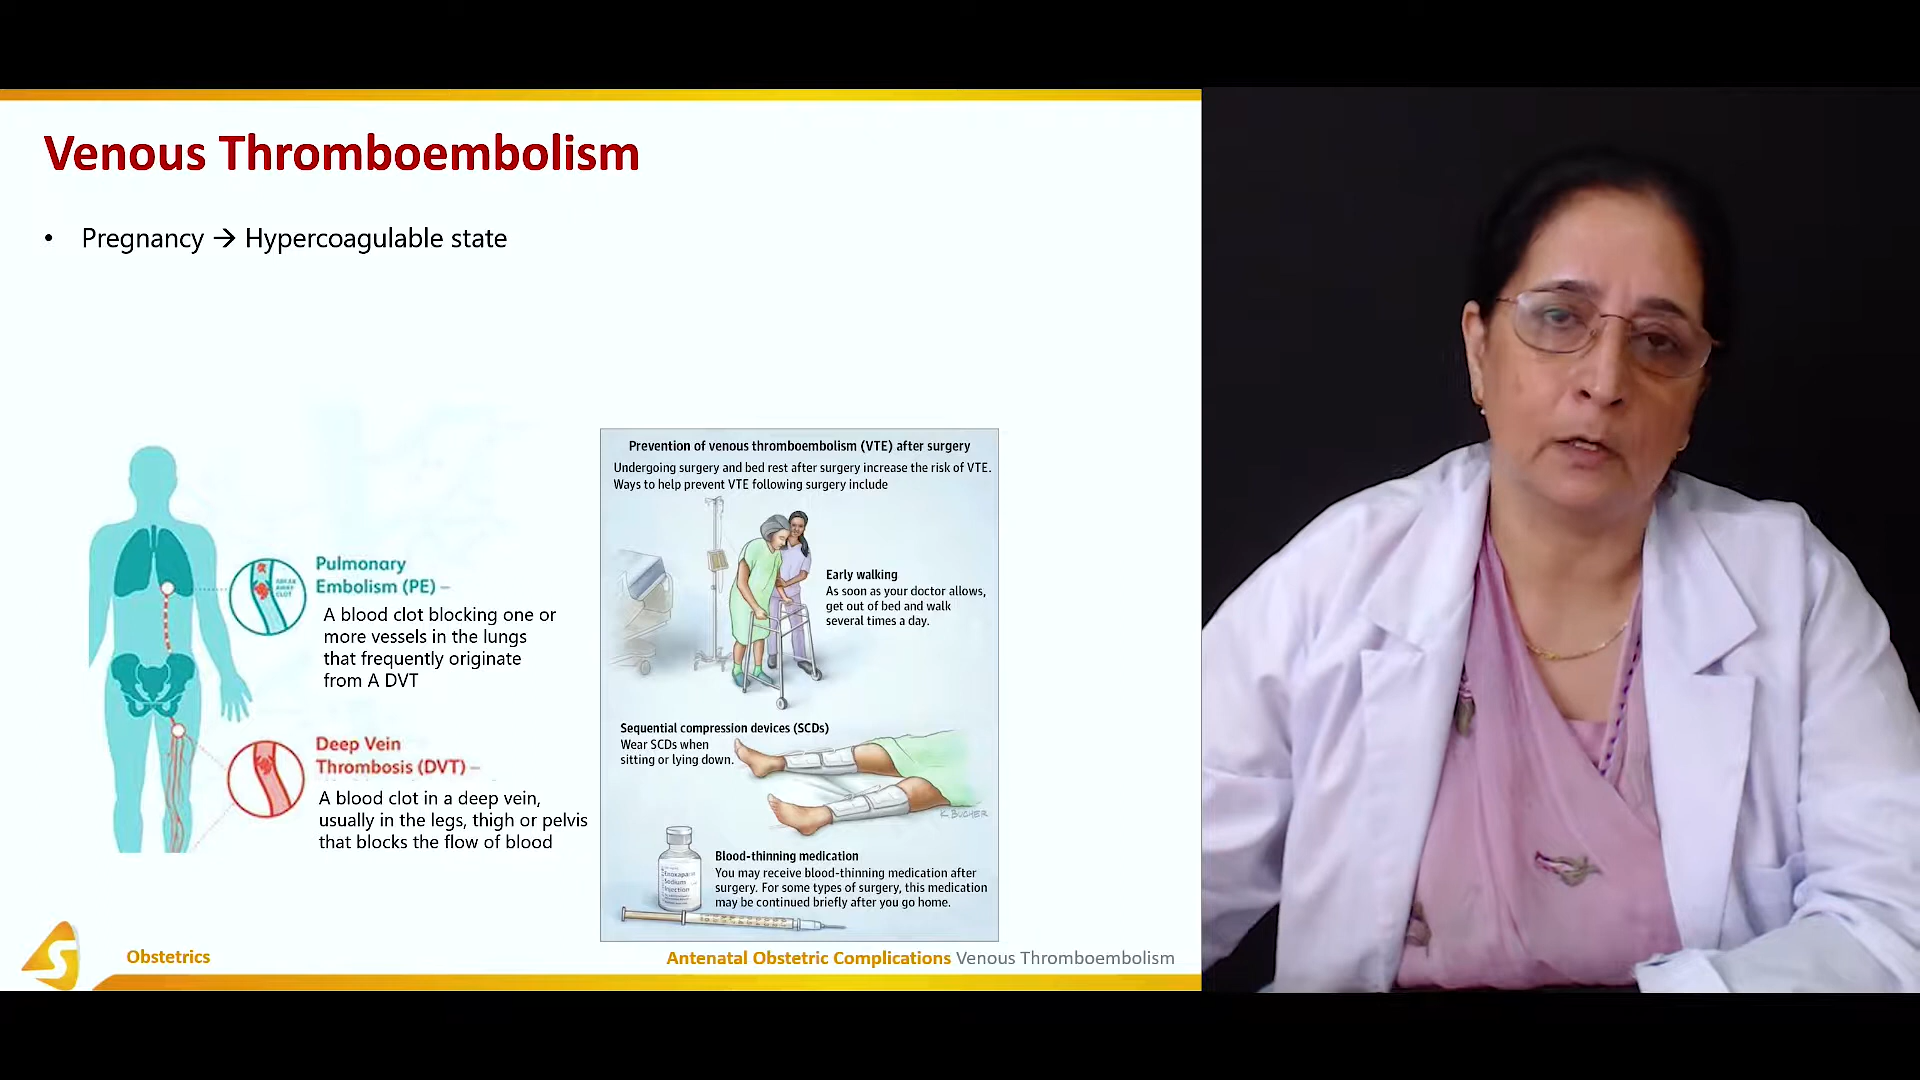 Venous Thromboembolism
• Pregnancy → Hypercoagulable state
Pulmonary
Embolism (PE) –
A blood clot blocking one or
more vessels in the lungs
that frequently originate
from A DVT
Deep Vein
Thrombosis (DVT) –
A blood clot in a deep vein,
usually in the legs, thigh or pelvis
that blocks the flow of blood
Prevention of venous thromboembolism (VTE) after surgery
Undergoing surgery and bed rest after surgery increase the risk of VTE.
Ways to help prevent VTE following surgery include
Early walking
As soon as your doctor allows,
get out of bed and walk
several times a day.
Sequential compression devices (SCDs)
Wear SCDs when
sitting or lying down.
K. BUCHER
Blood-thinning medication
You may receive blood-thinning medication after
surgery. For some types of surgery, this medication
may be continued briefly after you go home.
Sodium
Injection
Obstetrics
Antenatal Obstetric Complications Venous Thromboembolism